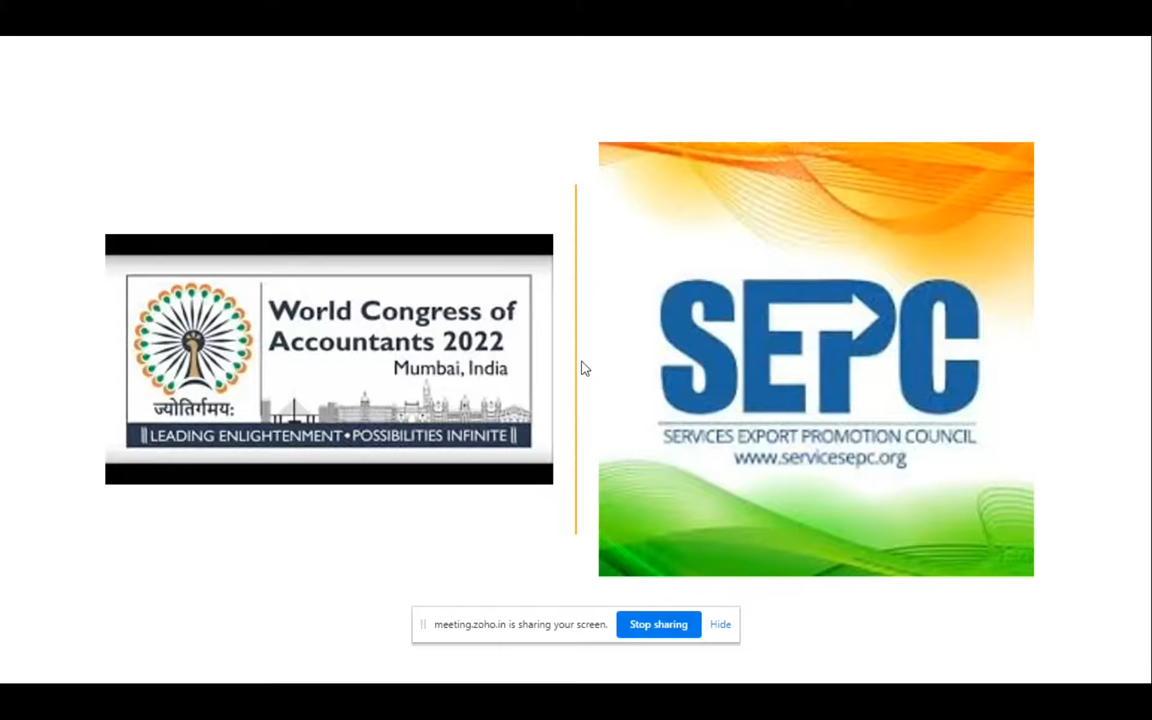 World Congress of
Accountants 2022
Mumbai, India
ज्योतिर्गमयः
||LEADING ENLIGHTENMENT•POSSIBILITIES INFINITE||
SEPC
SERVICES EXPORT PROMOTION COUNCIL
www.servicesepc.org
meeting.zoho.in is sharing your screen.
Stop sharing
Hide